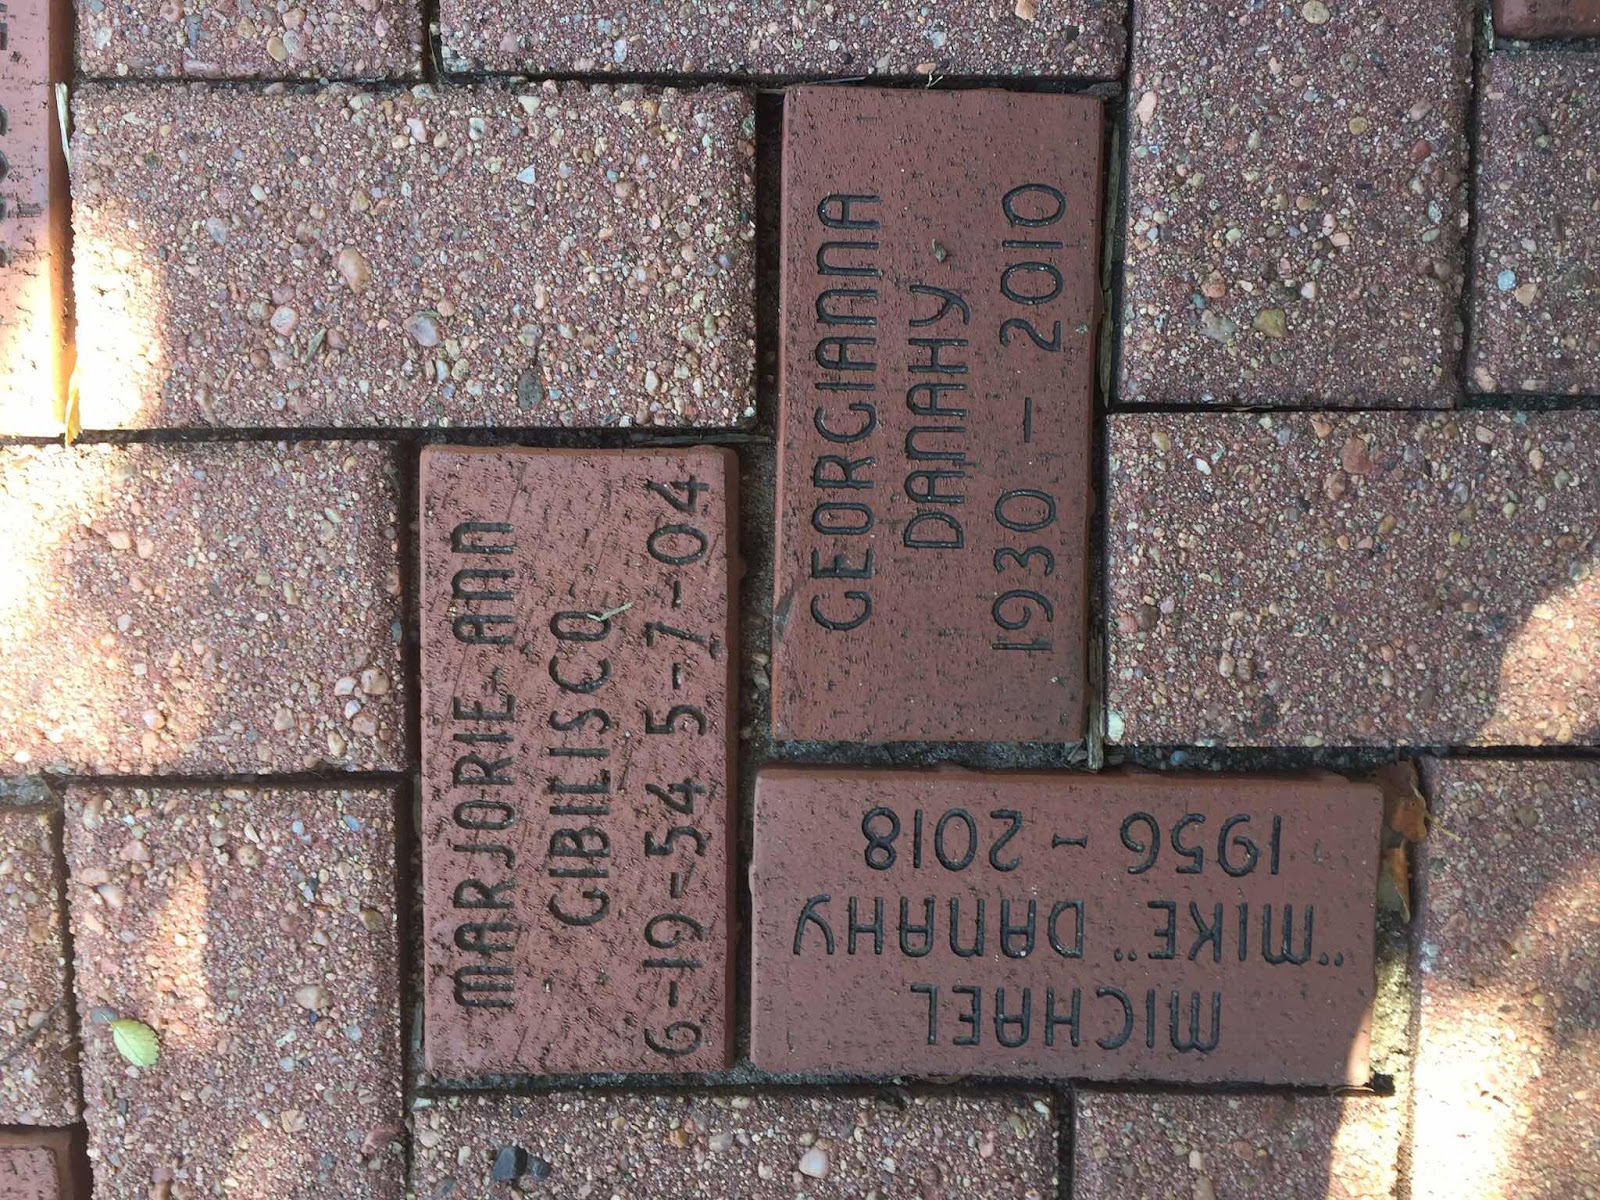 GEORGIANNA
DANAHY
1930 - 2010
MARJORIE ANN
GIBILISCO
6-19-54 5-7-04
MICHAEL
"MIKE" DANAHY
1956 - 2018